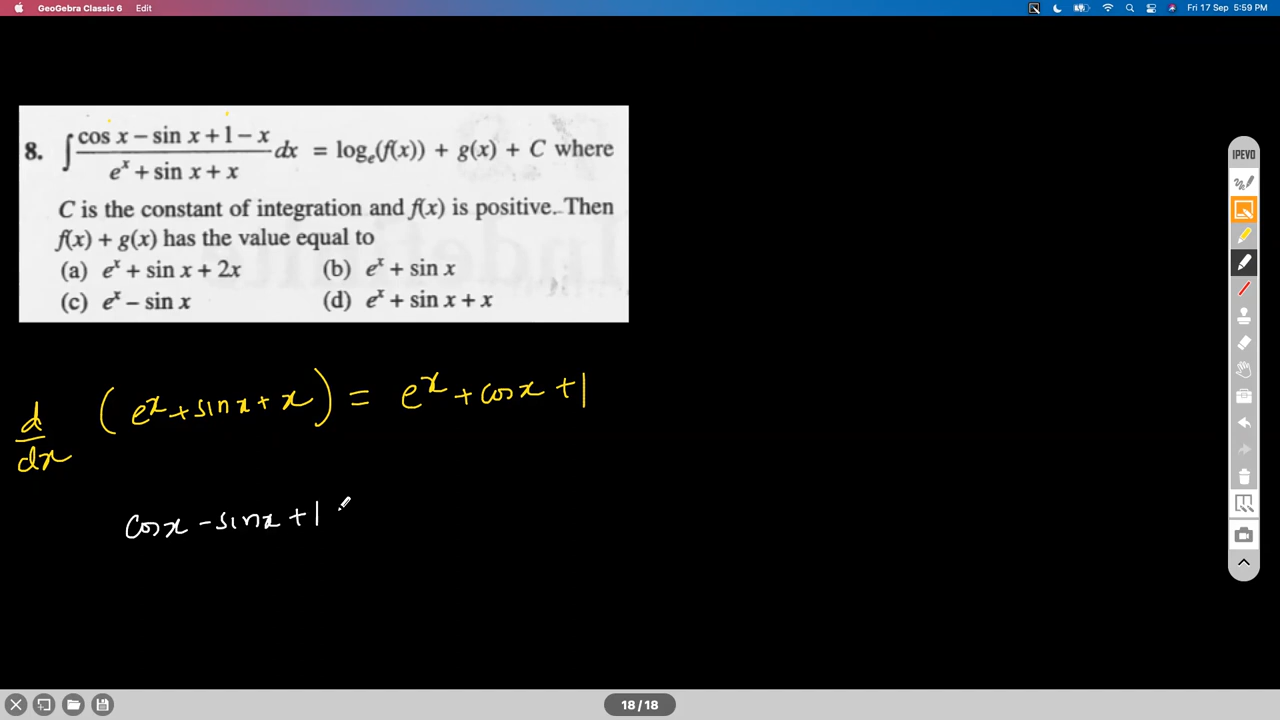 GeoGebra Classic 6 Edit Fri 17 Sep 5:59 PM
8. ∫ (cos x − sin x + 1 − x)/(eˣ + sin x + x) dx = logₑ(f(x)) + g(x) + C where
C is the constant of integration and f(x) is positive. Then
f(x) + g(x) has the value equal to
(a) eˣ + sin x + 2x (b) eˣ + sin x
(c) eˣ − sin x (d) eˣ + sin x + x
d/dx (eˣ + sin x + x) = eˣ + cos x + 1
cos x − sin x + 1
IPEVO
18 / 18